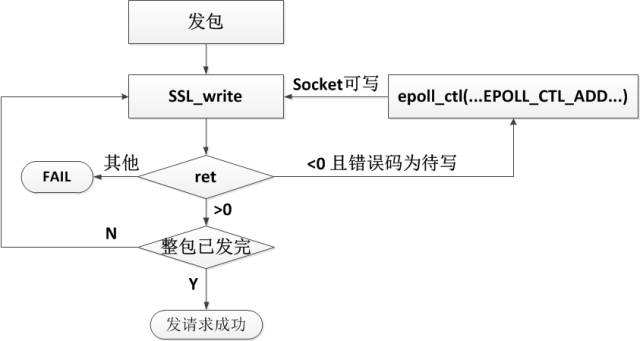 发包
SSL_write
Socket可写
epoll_ctl(...EPOLL_CTL_ADD...)
其他
FAIL
ret
<0 且错误码为待写
>0
N
整包已发完
Y
发请求成功